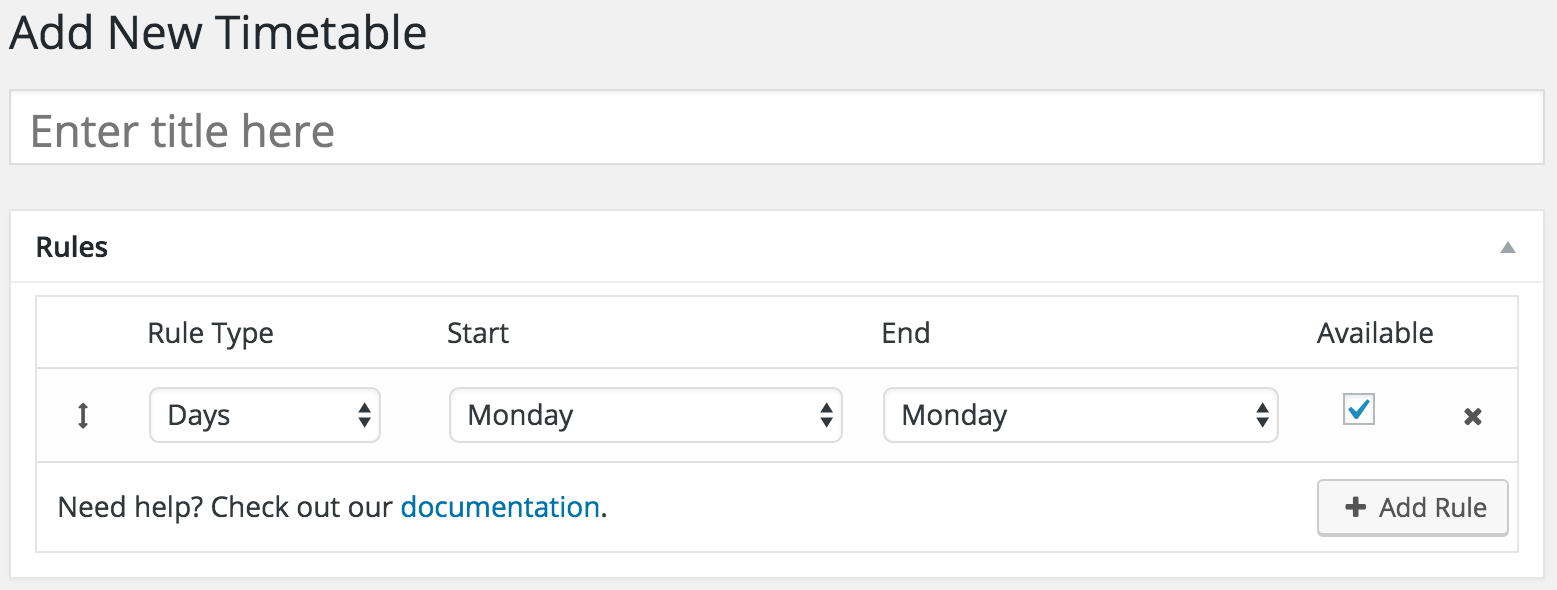 Add New Timetable
Enter title here
Rules
Rule Type Start End Available
Days Monday Monday
Need help? Check out our documentation. Add Rule